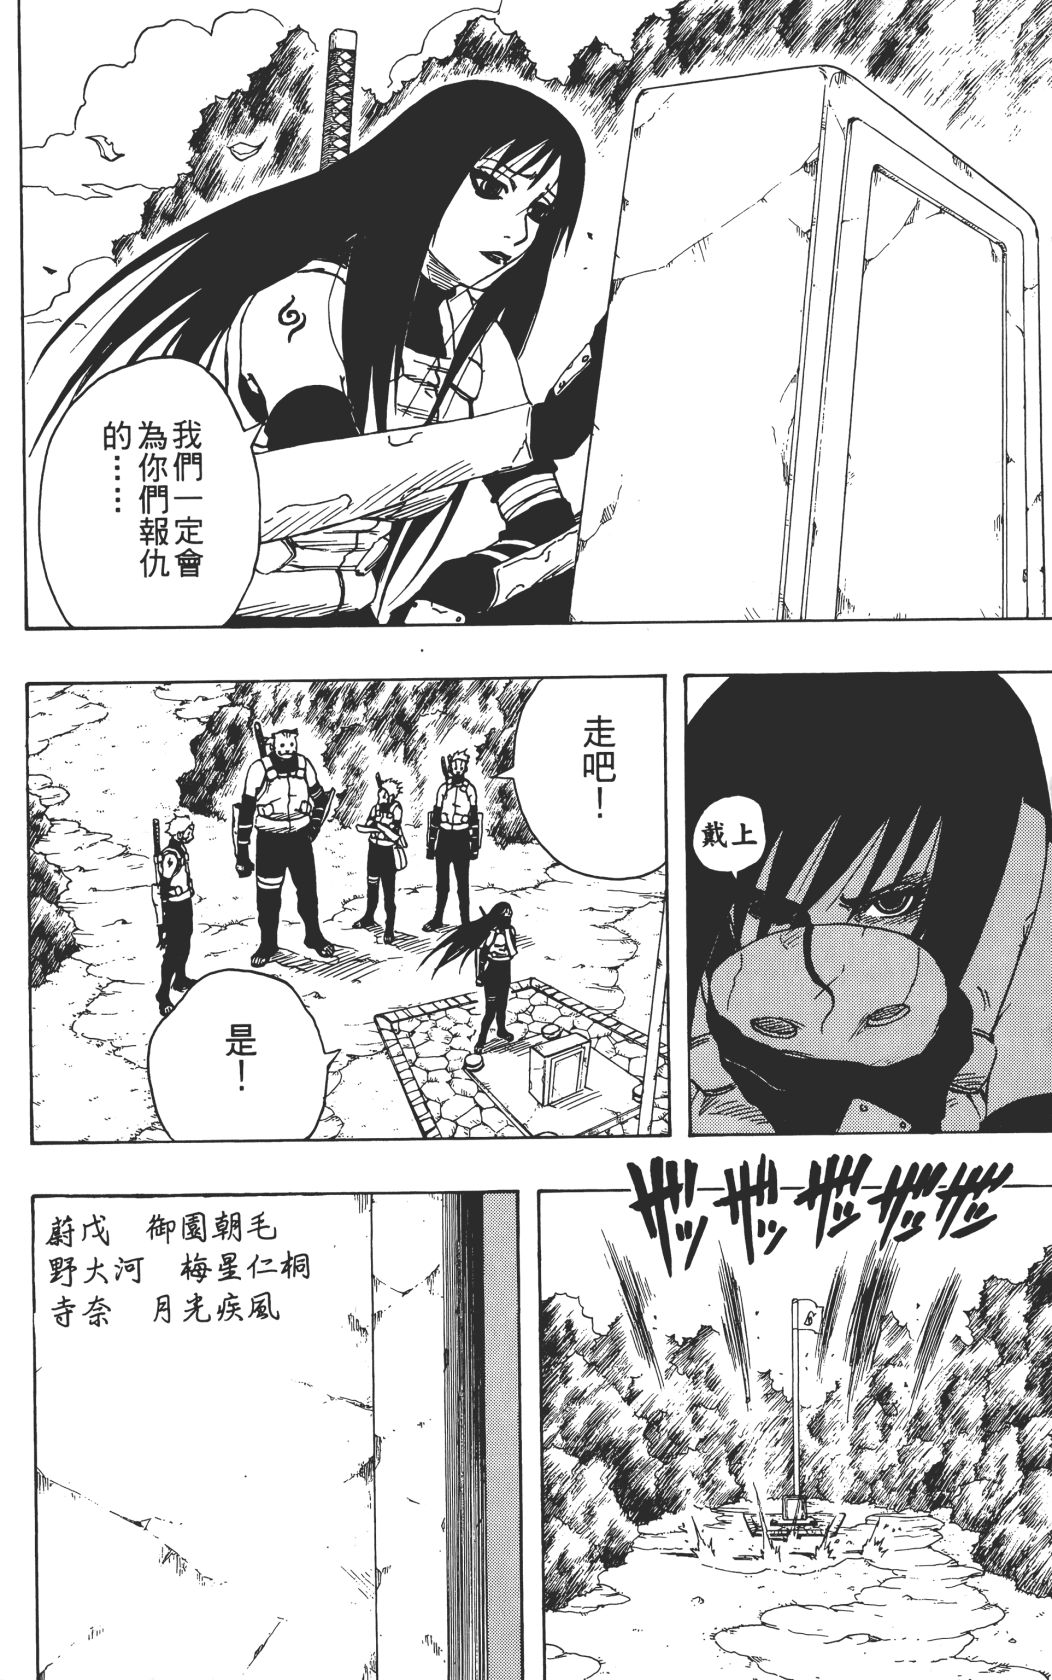 我們一定會
為你們報仇
的……
戴上
走吧！
是！
ザッ
ザッ
ザッ
ザッ
ザッ
蔚戊　御園朝毛
野大河　梅星仁桐
寺奈　月光疾風